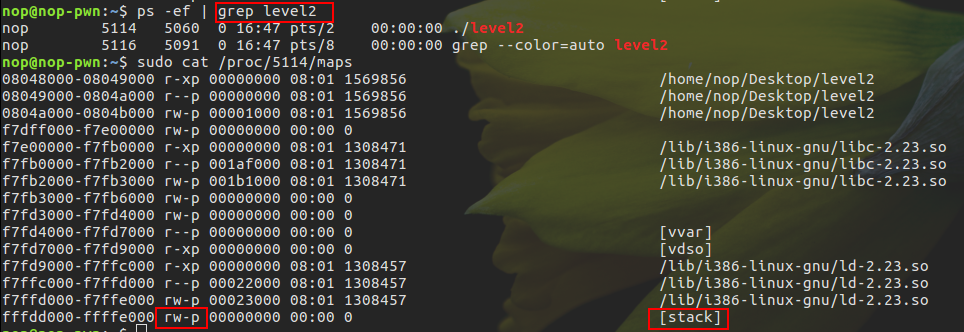 nop@nop-pwn:~$ ps -ef | grep level2
nop 5114 5060 0 16:47 pts/2 00:00:00 ./level2
nop 5116 5091 0 16:47 pts/8 00:00:00 grep --color=auto level2
nop@nop-pwn:~$ sudo cat /proc/5114/maps
08048000-08049000 r-xp 00000000 08:01 1569856 /home/nop/Desktop/level2
08049000-0804a000 r--p 00000000 08:01 1569856 /home/nop/Desktop/level2
0804a000-0804b000 rw-p 00001000 08:01 1569856 /home/nop/Desktop/level2
f7dff000-f7e00000 rw-p 00000000 00:00 0
f7e00000-f7fb0000 r-xp 00000000 08:01 1308471 /lib/i386-linux-gnu/libc-2.23.so
f7fb0000-f7fb2000 r--p 001af000 08:01 1308471 /lib/i386-linux-gnu/libc-2.23.so
f7fb2000-f7fb3000 rw-p 001b1000 08:01 1308471 /lib/i386-linux-gnu/libc-2.23.so
f7fb3000-f7fb6000 rw-p 00000000 00:00 0
f7fd3000-f7fd4000 rw-p 00000000 00:00 0
f7fd4000-f7fd7000 r--p 00000000 00:00 0 [vvar]
f7fd7000-f7fd9000 r-xp 00000000 00:00 0 [vdso]
f7fd9000-f7ffc000 r-xp 00000000 08:01 1308457 /lib/i386-linux-gnu/ld-2.23.so
f7ffc000-f7ffd000 r--p 00022000 08:01 1308457 /lib/i386-linux-gnu/ld-2.23.so
f7ffd000-f7ffe000 rw-p 00023000 08:01 1308457 /lib/i386-linux-gnu/ld-2.23.so
fffdd000-ffffe000 rw-p 00000000 00:00 0 [stack]